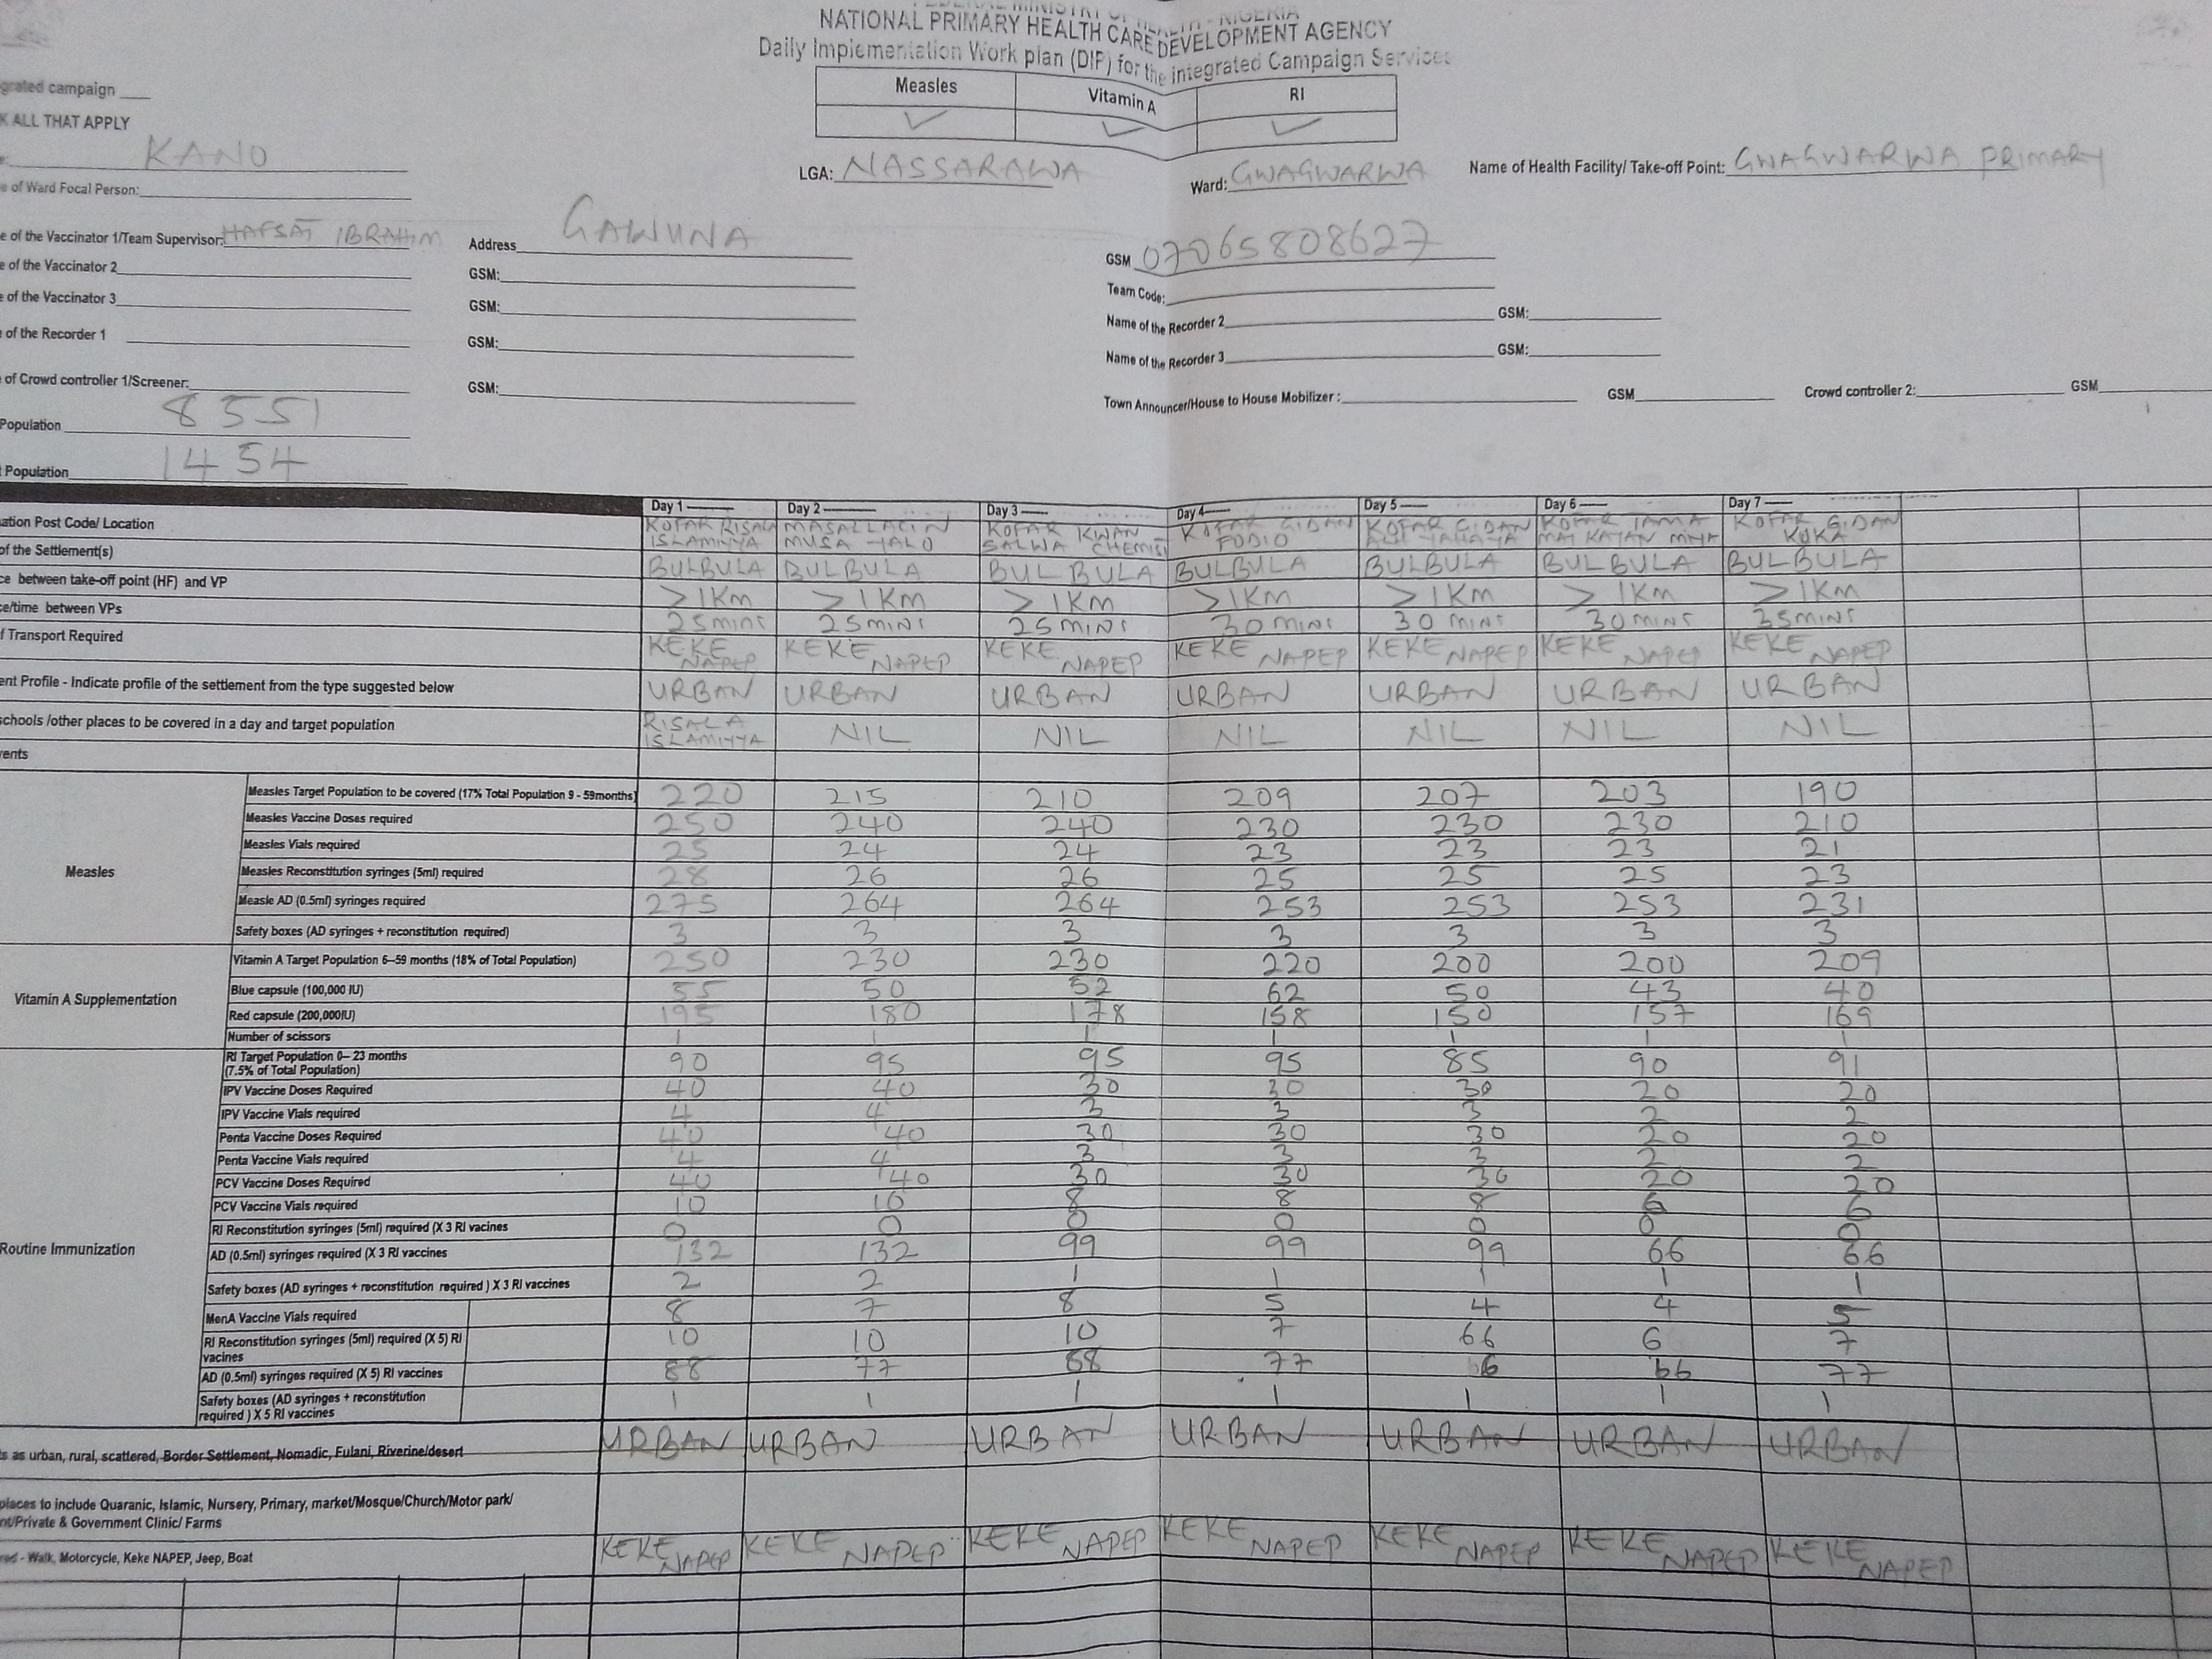 FEDERAL MINISTRY OF HEALTH - NIGERIA
NATIONAL PRIMARY HEALTH CARE DEVELOPMENT AGENCY
Daily Implementation Work plan (DIP) for the integrated Campaign Services
grated campaign
Measles Vitamin A RI
K ALL THAT APPLY
✓ ✓ ✓
KANO
LGA: NASSARAWA Ward: GWAGWARWA Name of Health Facility/ Take-off Point: GWAGWARWA PRIMARY
e of Ward Focal Person:
e of the Vaccinator 1/Team Supervisor: HAFSAT IBRAHIM Address GAWUNA GSM 07065808627
e of the Vaccinator 2 GSM: Team Code:
e of the Vaccinator 3 GSM: Name of the Recorder 2 GSM:
of the Recorder 1 GSM: Name of the Recorder 3 GSM:
of Crowd controller 1/Screener: GSM: Town Announcer/House to House Mobilizer : GSM Crowd controller 2: GSM
Population 8551
Population 1454
Day 1 Day 2 Day 3 Day 4 Day 5 Day 6 Day 7
ation Post Code/ Location KOFAR RISALA ISLAMIYYA MASALLACIN MUSA YALO KOFAR KWAN SALWA CHEMIST KOFAR GIDAN FODIO KOFAR GIDAN ALI YAHAYA KOFAR KOFAR GIDAN KUKA
of the Settlement(s) BULBULA BULBULA BULBULA BULBULA BULBULA BULBULA BULBULA
ce between take-off point (HF) and VP >1KM >1KM >1KM >1KM >1KM >1KM >1KM
ce/time between VPs 25MINS 25MINS 25MINS 30MINS 30MINS 30MINS 35MINS
f Transport Required KEKE NAPEP KEKE NAPEP KEKE NAPEP KEKE NAPEP KEKE NAPEP KEKE NAPEP KEKE NAPEP
ent Profile - Indicate profile of the settlement from the type suggested below URBAN URBAN URBAN URBAN URBAN URBAN URBAN
schools /other places to be covered in a day and target population RISALA ISLAMIYYA NIL NIL NIL NIL NIL NIL
vents
Measles
Measles Target Population to be covered (17% Total Population 9 - 59months) 220 215 210 209 207 203 190
Measles Vaccine Doses required 250 240 240 230 230 230 210
Measles Vials required 25 24 24 23 23 23 21
Measles Reconstitution syringes (5ml) required 28 26 26 25 25 25 23
Measle AD (0.5ml) syringes required 275 264 264 253 253 253 231
Safety boxes (AD syringes + reconstitution required) 3 3 3 3 3 3 3
Vitamin A Supplementation
Vitamin A Target Population 6–59 months (18% of Total Population) 250 230 230 220 200 200 209
Blue capsule (100,000 IU) 55 50 52 62 50 43 40
Red capsule (200,000IU) 195 180 178 158 150 157 169
Number of scissors 1 1 1 1 1 1 1
Routine Immunization
RI Target Population 0– 23 months (7.5% of Total Population) 90 95 95 95 85 90 91
IPV Vaccine Doses Required 40 40 30 30 30 20 20
IPV Vaccine Vials required 4 4 3 3 3 2 2
Penta Vaccine Doses Required 40 40 30 30 30 20 20
Penta Vaccine Vials required 4 4 3 3 3 2 2
PCV Vaccine Doses Required 40 40 30 30 30 20 20
PCV Vaccine Vials required 10 10 8 8 8 6 6
RI Reconstitution syringes (5ml) required (X 3 RI vacines 0 0 0 0 0 0 0
AD (0.5ml) syringes required (X 3 RI vaccines 132 132 99 99 99 66 66
Safety boxes (AD syringes + reconstitution required ) X 3 RI vaccines 2 2 1 1 1 1 1
MenA Vaccine Vials required 8 7 8 5 4 4 5
RI Reconstitution syringes (5ml) required (X 5) RI vacines 10 10 10 7 66 6 7
AD (0.5ml) syringes required (X 5) RI vaccines 88 77 88 77 66 66 77
Safety boxes (AD syringes + reconstitution required ) X 5 RI vaccines 1 1 1 1 1 1 1
s as urban, rural, scattered, Border Settlement, Nomadic, Fulani, Riverine/desert URBAN URBAN URBAN URBAN URBAN URBAN URBAN
places to include Quaranic, Islamic, Nursery, Primary, market/Mosque/Church/Motor park/
nt/Private & Government Clinic/ Farms
red - Walk, Motorcycle, Keke NAPEP, Jeep, Boat KEKE NAPEP KEKE NAPEP KEKE NAPEP KEKE NAPEP KEKE NAPEP KEKE NAPEP KEKE NAPEP